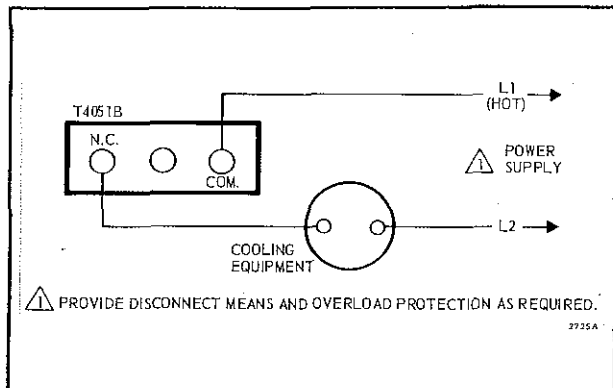 L1
(HOT)
T4051B
N.C.
COM.
1 POWER
SUPPLY
L2
COOLING
EQUIPMENT
1 PROVIDE DISCONNECT MEANS AND OVERLOAD PROTECTION AS REQUIRED.
2725A